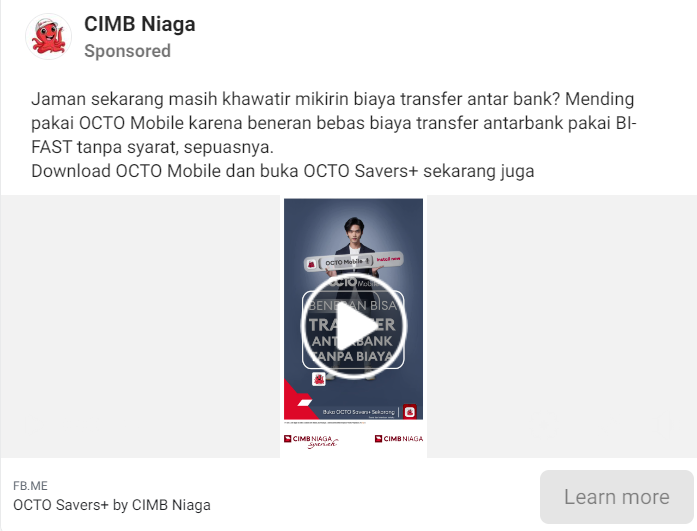 CIMB Niaga
Sponsored
Jaman sekarang masih khawatir mikirin biaya transfer antar bank? Mending
pakai OCTO Mobile karena beneran bebas biaya transfer antarbank pakai BI-
FAST tanpa syarat, sepuasnya.
Download OCTO Mobile dan buka OCTO Savers+ sekarang juga
OCTO Mobile
Install now
OCTO Mobile
BENERAN BISA
TRANSFER
ANTARBANK
TANPA BIAYA
Buka OCTO Savers+ Sekarang
CIMB NIAGA
Syariah
CIMB NIAGA
FB.ME
OCTO Savers+ by CIMB Niaga
Learn more